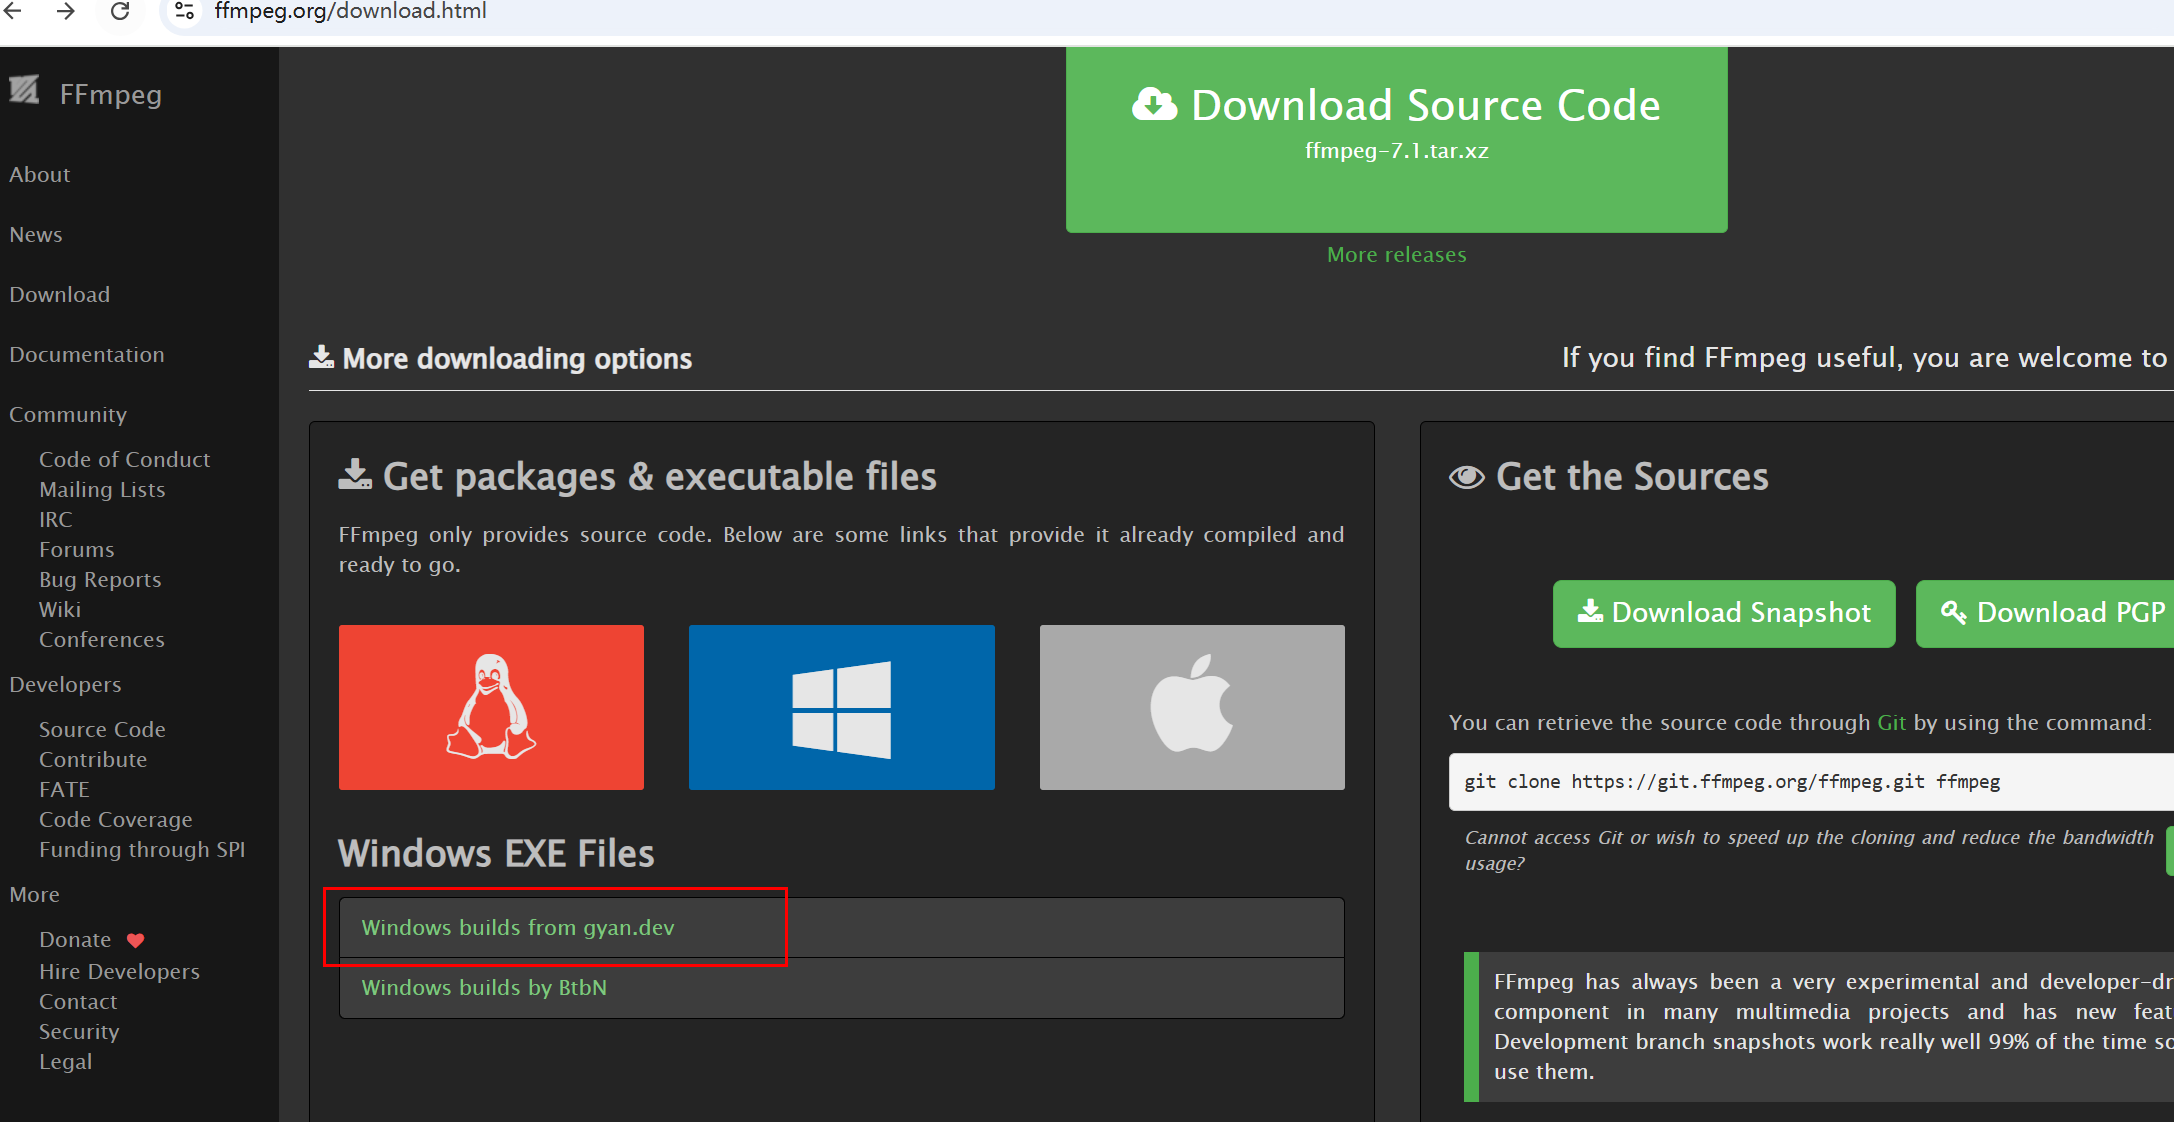 ffmpeg.org/download.html
FFmpeg
About
News
Download
Documentation
Community
Code of Conduct
Mailing Lists
IRC
Forums
Bug Reports
Wiki
Conferences
Developers
Source Code
Contribute
FATE
Code Coverage
Funding through SPI
More
Donate
Hire Developers
Contact
Security
Legal
Download Source Code
ffmpeg-7.1.tar.xz
More releases
More downloading options
If you find FFmpeg useful, you are welcome to
Get packages & executable files
FFmpeg only provides source code. Below are some links that provide it already compiled and
ready to go.
Windows EXE Files
Windows builds from gyan.dev
Windows builds by BtbN
Get the Sources
Download Snapshot
Download PGP
You can retrieve the source code through Git by using the command:
git clone https://git.ffmpeg.org/ffmpeg.git ffmpeg
Cannot access Git or wish to speed up the cloning and reduce the bandwidth
usage?
FFmpeg has always been a very experimental and developer-dr
component in many multimedia projects and has new feat
Development branch snapshots work really well 99% of the time so
use them.